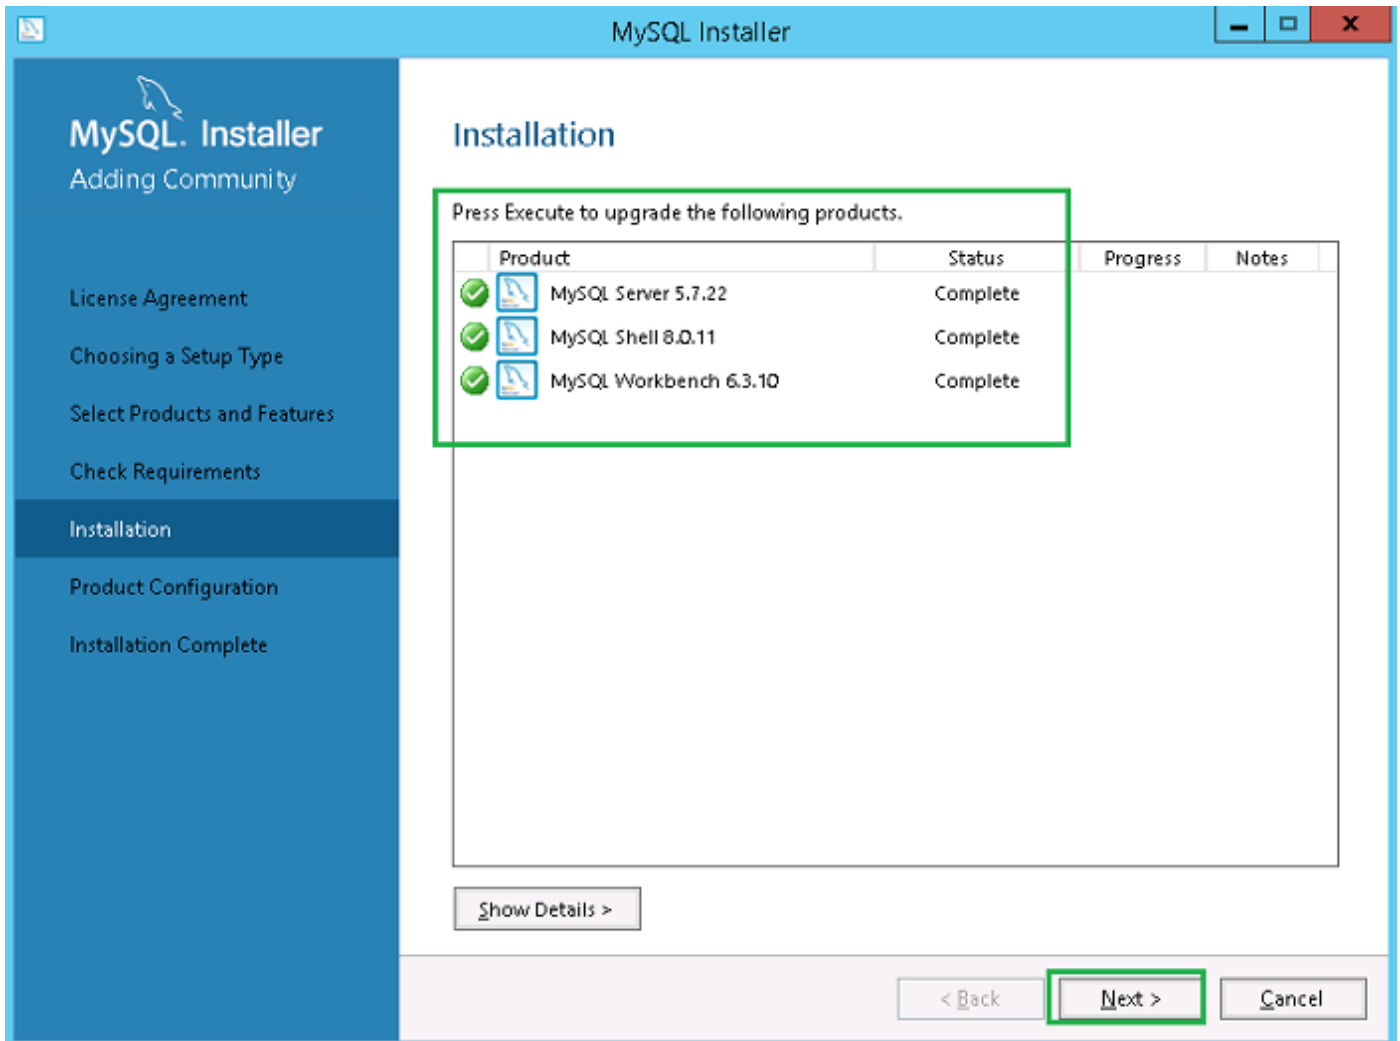 MySQL Installer
MySQL. Installer
Adding Community
License Agreement
Choosing a Setup Type
Select Products and Features
Check Requirements
Installation
Product Configuration
Installation Complete
Installation
Press Execute to upgrade the following products.
Product Status Progress Notes
MySQL Server 5.7.22 Complete
MySQL Shell 8.0.11 Complete
MySQL Workbench 6.3.10 Complete
Show Details >
< Back Next > Cancel